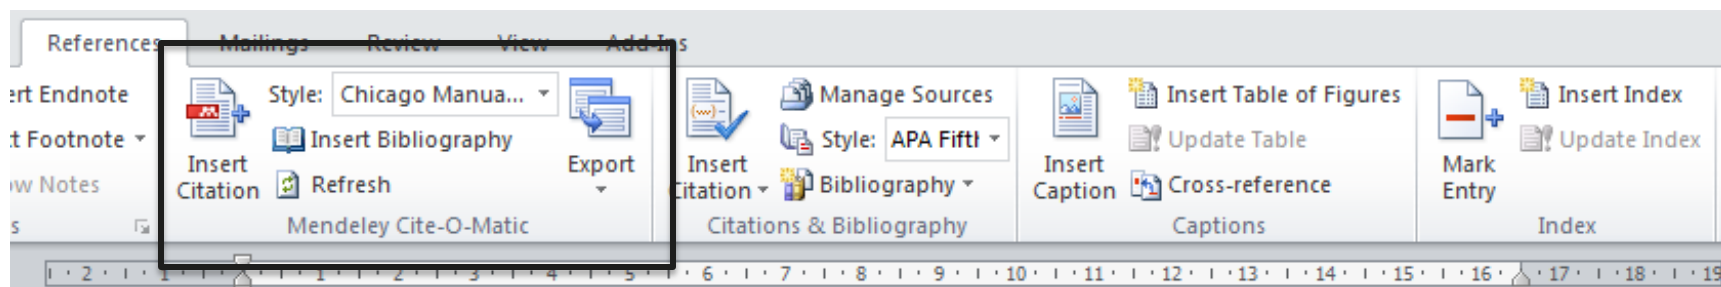 References Mailings Review View Add-Ins
ert Endnote
t Footnote
ow Notes
s
Insert Citation
Style: Chicago Manua...
Insert Bibliography
Refresh
Export
Mendeley Cite-O-Matic
Insert Citation
Manage Sources
Style: APA Fifth
Bibliography
Citations & Bibliography
Insert Caption
Insert Table of Figures
Update Table
Cross-reference
Captions
Mark Entry
Insert Index
Update Index
Index
2 1 1 2 3 4 5 6 7 8 9 10 11 12 13 14 15 16 17 18 19